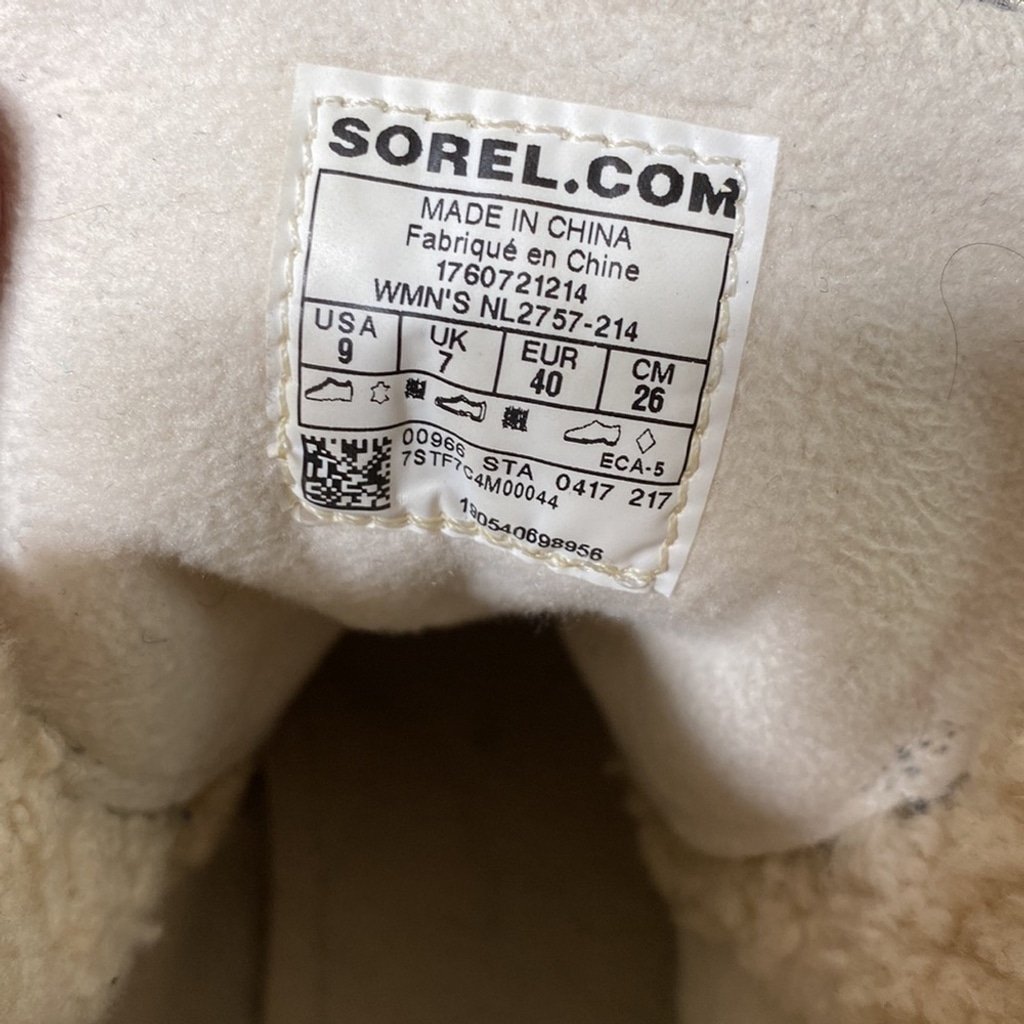 SOREL.COM
MADE IN CHINA
Fabriqué en Chine
1760721214
WMN'S NL2757-214
USA UK EUR CM
9 7 40 26
ECA-5
00966 STA 0417 217
7STF7C4M00044
190540698956